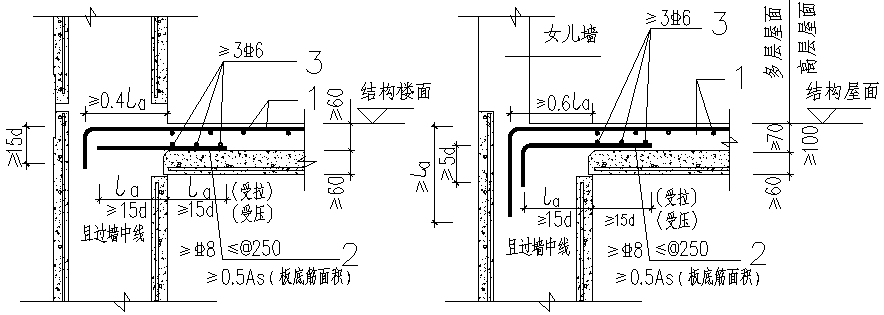 ≥3Φ6
3
≥0.4la
1
≥60
结构楼面
≥15d
≥60
la
la
(受拉)
≥15d
≥15d
(受压)
且过墙中线
≥Φ8
≤@250
2
≥0.5As(板底筋面积)
≥3Φ6
3
女儿墙
多层屋面
高层屋面
1
≥0.6la
结构屋面
≥70
≥100
≥la
≥5d
≥60
la
(受拉)
≥15d
≥15d
(受压)
且过墙中线
≥Φ8
≤@250
2
≥0.5As(板底筋面积)